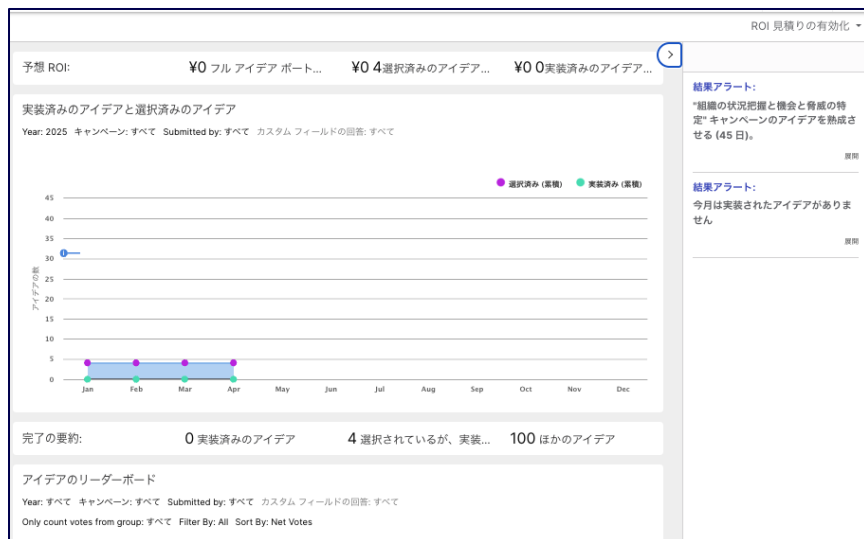 ROI 見積りの有効化
予想 ROI: ¥0 フル アイデア ポート... ¥0 4選択済みのアイデア... ¥0 0実装済みのアイデア...
実装済みのアイデアと選択済みのアイデア
Year: 2025 キャンペーン: すべて Submitted by: すべて カスタム フィールドの回答: すべて
選択済み (累積) 実装済み (累積)
アイデアの数
45
40
35
30
25
20
15
10
5
0
Jan Feb Mar Apr May Jun Jul Aug Sep Oct Nov Dec
完了の要約: 0 実装済みのアイデア 4 選択されているが、実装... 100 ほかのアイデア
アイデアのリーダーボード
Year: すべて キャンペーン: すべて Submitted by: すべて カスタム フィールドの回答: すべて
Only count votes from group: すべて Filter By: All Sort By: Net Votes
結果アラート:
"組織の状況把握と機会と脅威の特
定" キャンペーンのアイデアを熟成さ
せる (45 日)。
展開
結果アラート:
今月は実装されたアイデアがありま
せん
展開